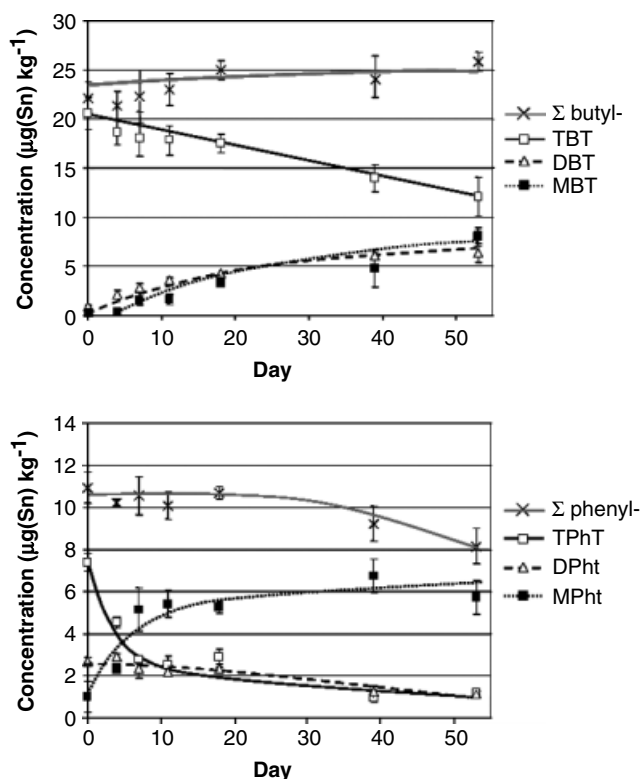 Concentration (µg(Sn) kg⁻¹)
30
25
20
15
10
5
0
0 10 20 30 40 50
Day
Σ butyl-
TBT
DBT
MBT
Concentration (µg(Sn) kg⁻¹)
14
12
10
8
6
4
2
0
0 10 20 30 40 50
Day
Σ phenyl-
TPhT
DPht
MPht